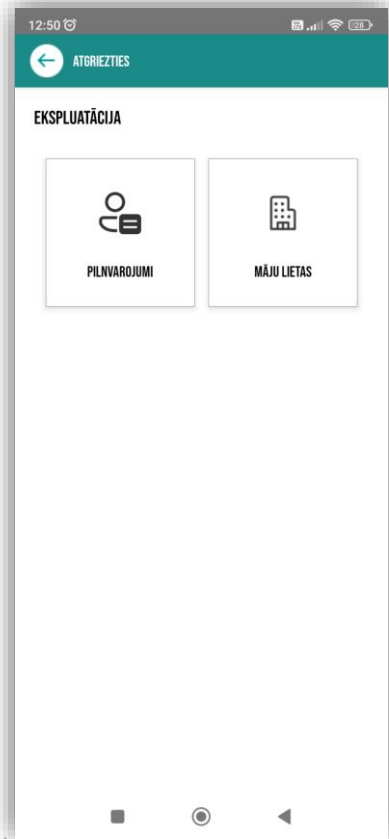 12:50
28
ATGRIEZTIES
EKSPLUATĀCIJA
PILNVAROJUMI
MĀJU LIETAS